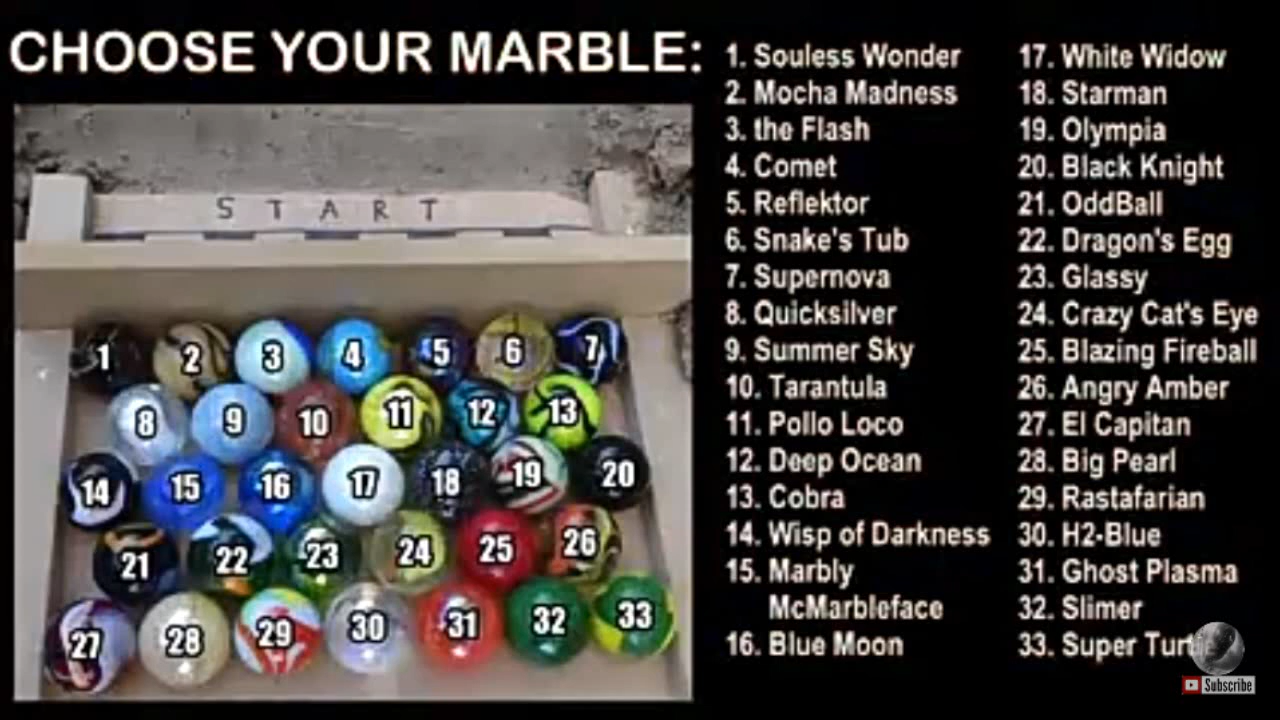 CHOOSE YOUR MARBLE:
START
1
2
3
4
5
6
7
8
9
10
11
12
13
14
15
16
17
18
19
20
21
22
23
24
25
26
27
28
29
30
31
32
33
1. Souless Wonder
2. Mocha Madness
3. the Flash
4. Comet
5. Reflektor
6. Snake's Tub
7. Supernova
8. Quicksilver
9. Summer Sky
10. Tarantula
11. Pollo Loco
12. Deep Ocean
13. Cobra
14. Wisp of Darkness
15. Marbly
McMarbleface
16. Blue Moon
17. White Widow
18. Starman
19. Olympia
20. Black Knight
21. OddBall
22. Dragon's Egg
23. Glassy
24. Crazy Cat's Eye
25. Blazing Fireball
26. Angry Amber
27. El Capitan
28. Big Pearl
29. Rastafarian
30. H2-Blue
31. Ghost Plasma
32. Slimer
33. Super Turtle
Subscribe